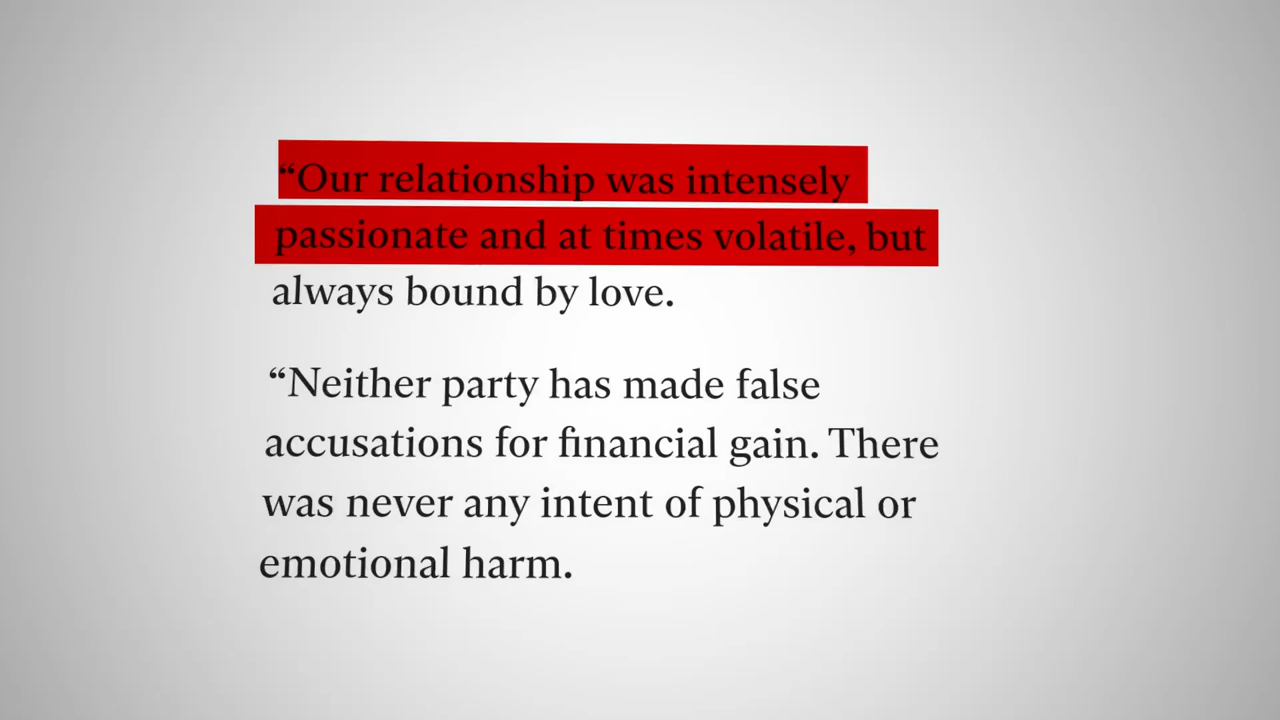 “Our relationship was intensely
passionate and at times volatile, but
always bound by love.
“Neither party has made false
accusations for financial gain. There
was never any intent of physical or
emotional harm.